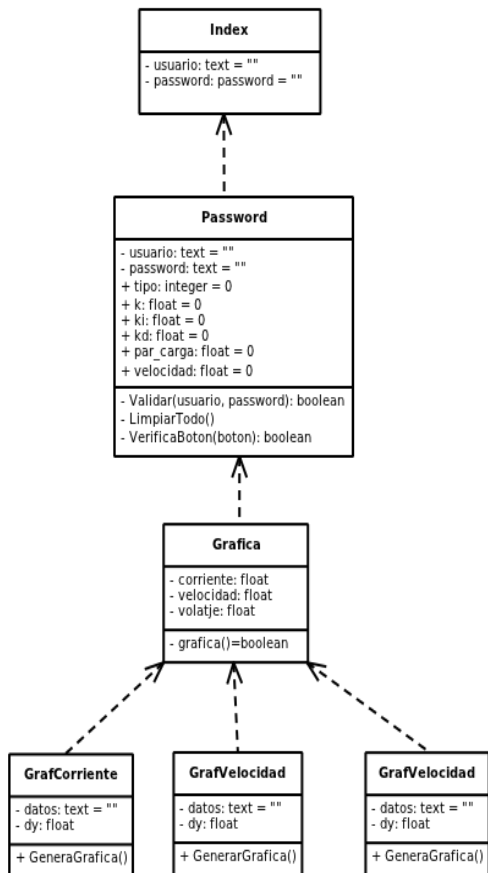 Index
- usuario: text = ""
- password: password = ""
Password
- usuario: text = ""
- password: text = ""
+ tipo: integer = 0
+ k: float = 0
+ ki: float = 0
+ kd: float = 0
+ par_carga: float = 0
+ velocidad: float = 0
- Validar(usuario, password): boolean
- LimpiarTodo()
- VerificaBoton(boton): boolean
Grafica
- corriente: float
- velocidad: float
- volatje: float
- grafica()=boolean
GrafCorriente
- datos: text = ""
- dy: float
+ GeneraGrafica()
GrafVelocidad
- datos: text = ""
- dy: float
+ GenerarGrafica()
GrafVelocidad
- datos: text = ""
- dy: float
+ GeneraGrafica()